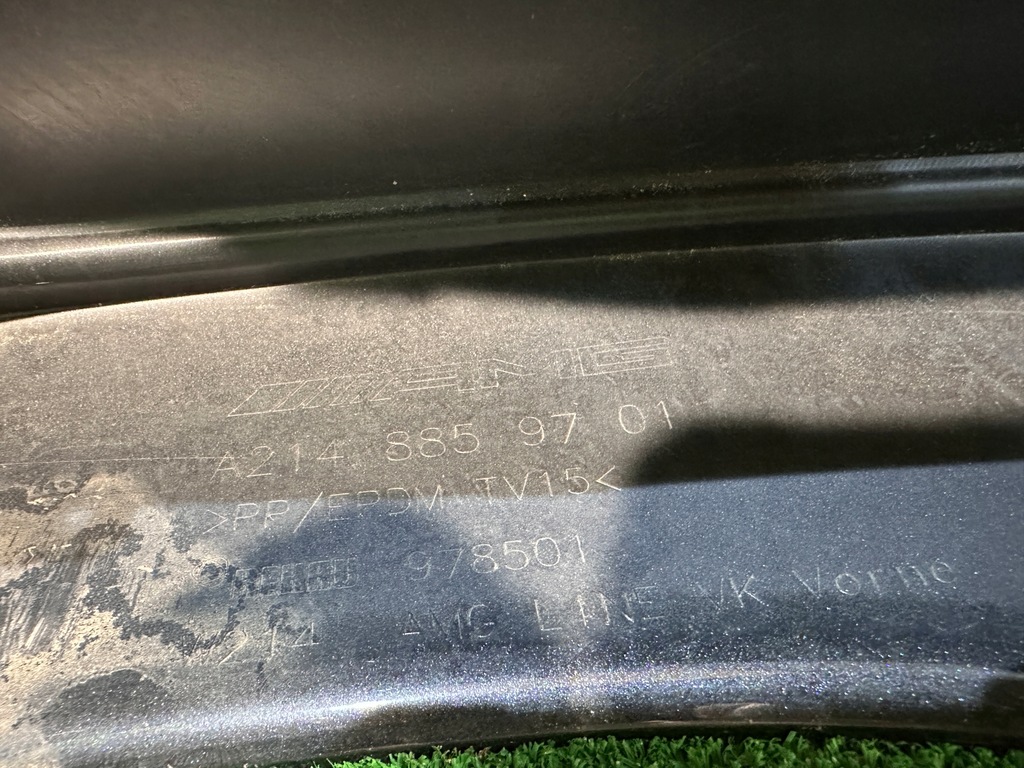 AMG
A214 885 97 01
>PP/EPDM TV15<
978501
214 AMG LINE VK Vorne